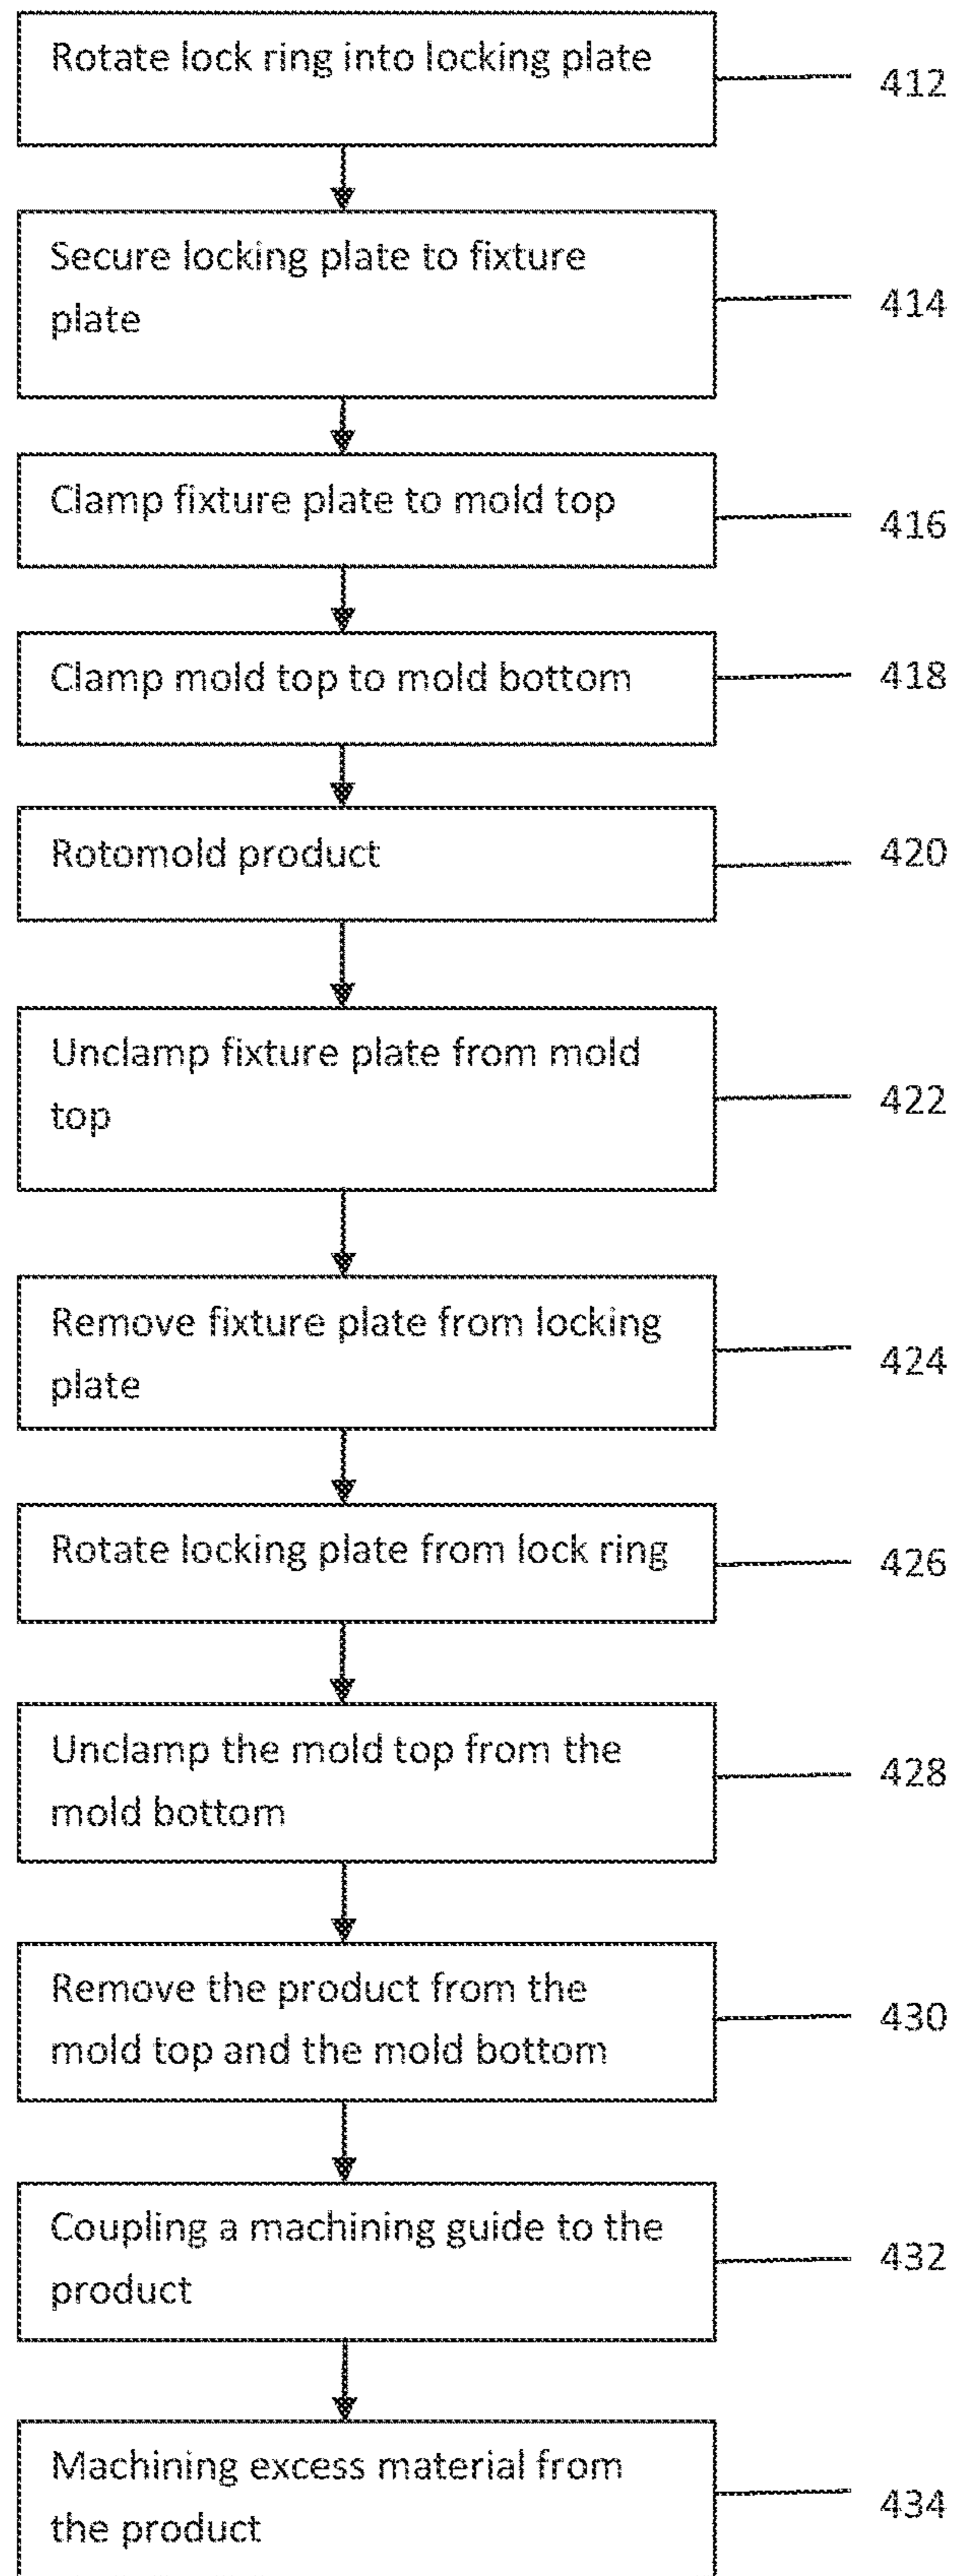 Rotate lock ring into locking plate
412
Secure locking plate to fixture
plate
414
Clamp fixture plate to mold top
416
Clamp mold top to mold bottom
418
Rotomold product
420
Unclamp fixture plate from mold
top
422
Remove fixture plate from locking
plate
424
Rotate locking plate from lock ring
426
Unclamp the mold top from the
mold bottom
428
Remove the product from the
mold top and the mold bottom
430
Coupling a machining guide to the
product
432
Machining excess material from
the product
434